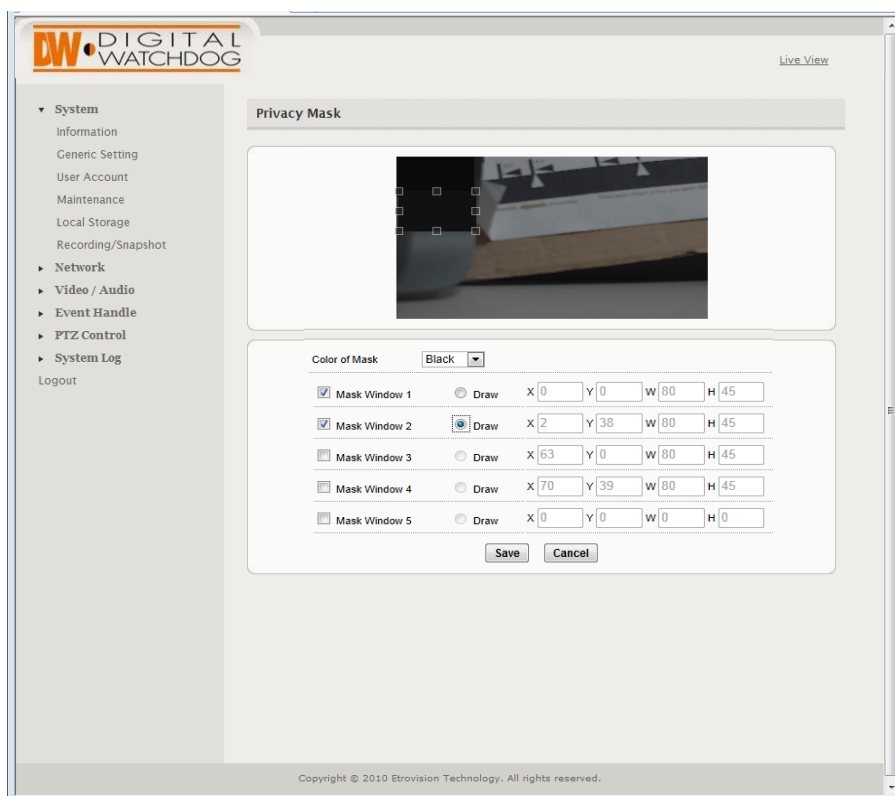 DW DIGITAL
WATCHDOG
Live View
System
Information
Generic Setting
User Account
Maintenance
Local Storage
Recording/Snapshot
Network
Video / Audio
Event Handle
PTZ Control
System Log
Logout
Privacy Mask
Color of Mask Black
Mask Window 1 Draw X 0 Y 0 W 80 H 45
Mask Window 2 Draw X 2 Y 38 W 80 H 45
Mask Window 3 Draw X 63 Y 0 W 80 H 45
Mask Window 4 Draw X 70 Y 39 W 80 H 45
Mask Window 5 Draw X 0 Y 0 W 0 H 0
Save Cancel
Copyright © 2010 Etrovision Technology. All rights reserved.